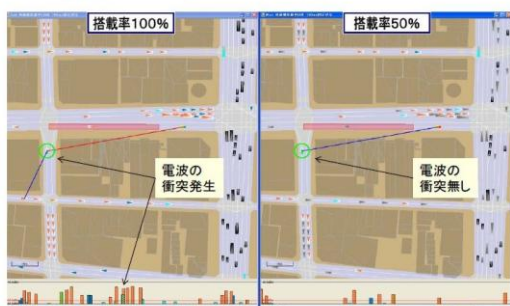 搭載率100%
搭載率50%
電波の
衝突発生
電波の
衝突無し